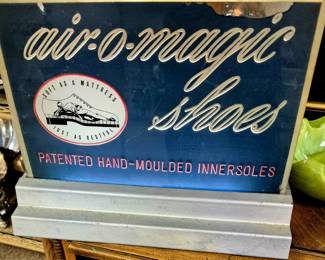 air-o-magic
shoes
SOFT AS A MATTRESS
JUST AS RESTFUL
PATENTED HAND-MOULDED INNERSOLES